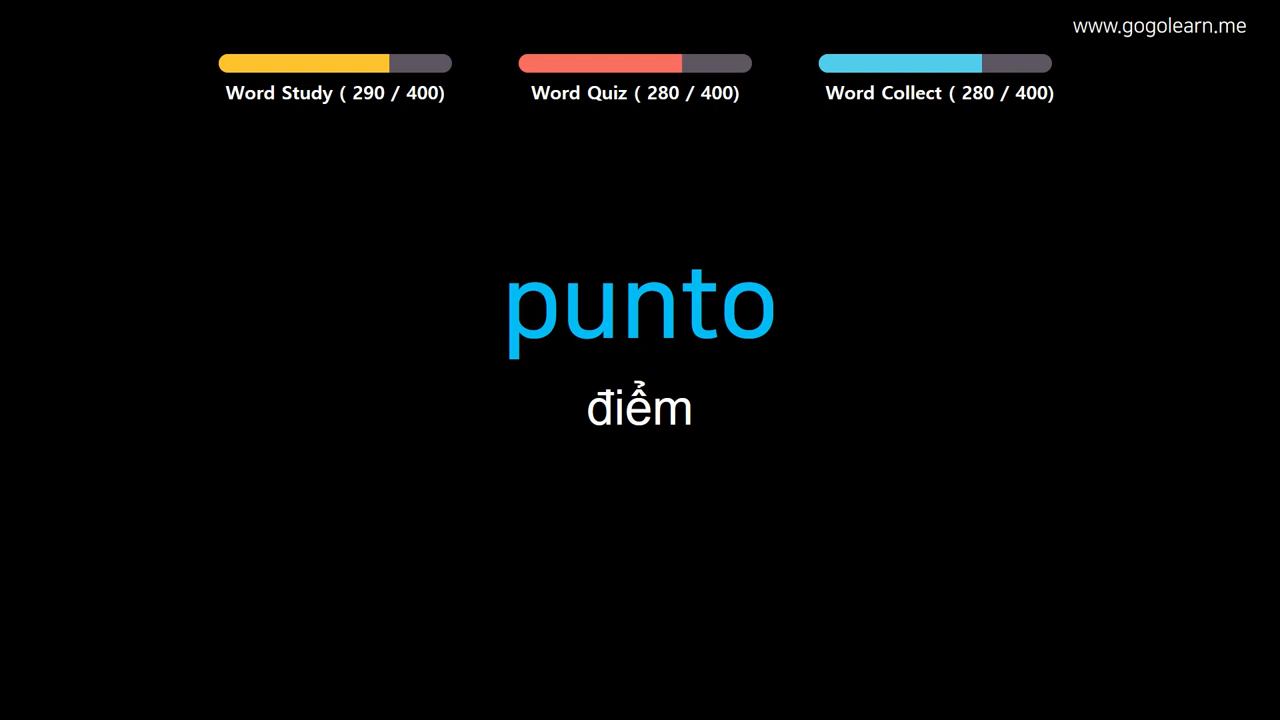 www.gogolearn.me
Word Study ( 290 / 400)
Word Quiz ( 280 / 400)
Word Collect ( 280 / 400)
punto
điểm